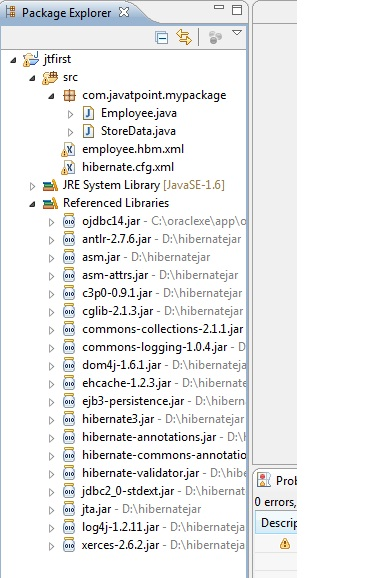 Package Explorer
jtfirst
src
com.javatpoint.mypackage
Employee.java
StoreData.java
employee.hbm.xml
hibernate.cfg.xml
JRE System Library [JavaSE-1.6]
Referenced Libraries
ojdbc14.jar - C:\oraclexe\app\o
antlr-2.7.6.jar - D:\hibernatejar
asm.jar - D:\hibernatejar
asm-attrs.jar - D:\hibernatejar
c3p0-0.9.1.jar - D:\hibernatejar
cglib-2.1.3.jar - D:\hibernatejar
commons-collections-2.1.1.jar
commons-logging-1.0.4.jar - D:
dom4j-1.6.1.jar - D:\hibernateja
ehcache-1.2.3.jar - D:\hibernate
ejb3-persistence.jar - D:\hiberna
hibernate3.jar - D:\hibernatejar
hibernate-annotations.jar - D:\
hibernate-commons-annotatio
hibernate-validator.jar - D:\hibe
jdbc2_0-stdext.jar - D:\hibernat
jta.jar - D:\hibernatejar
log4j-1.2.11.jar - D:\hibernatejar
xerces-2.6.2.jar - D:\hibernateja
Prob
0 errors,
Descrip